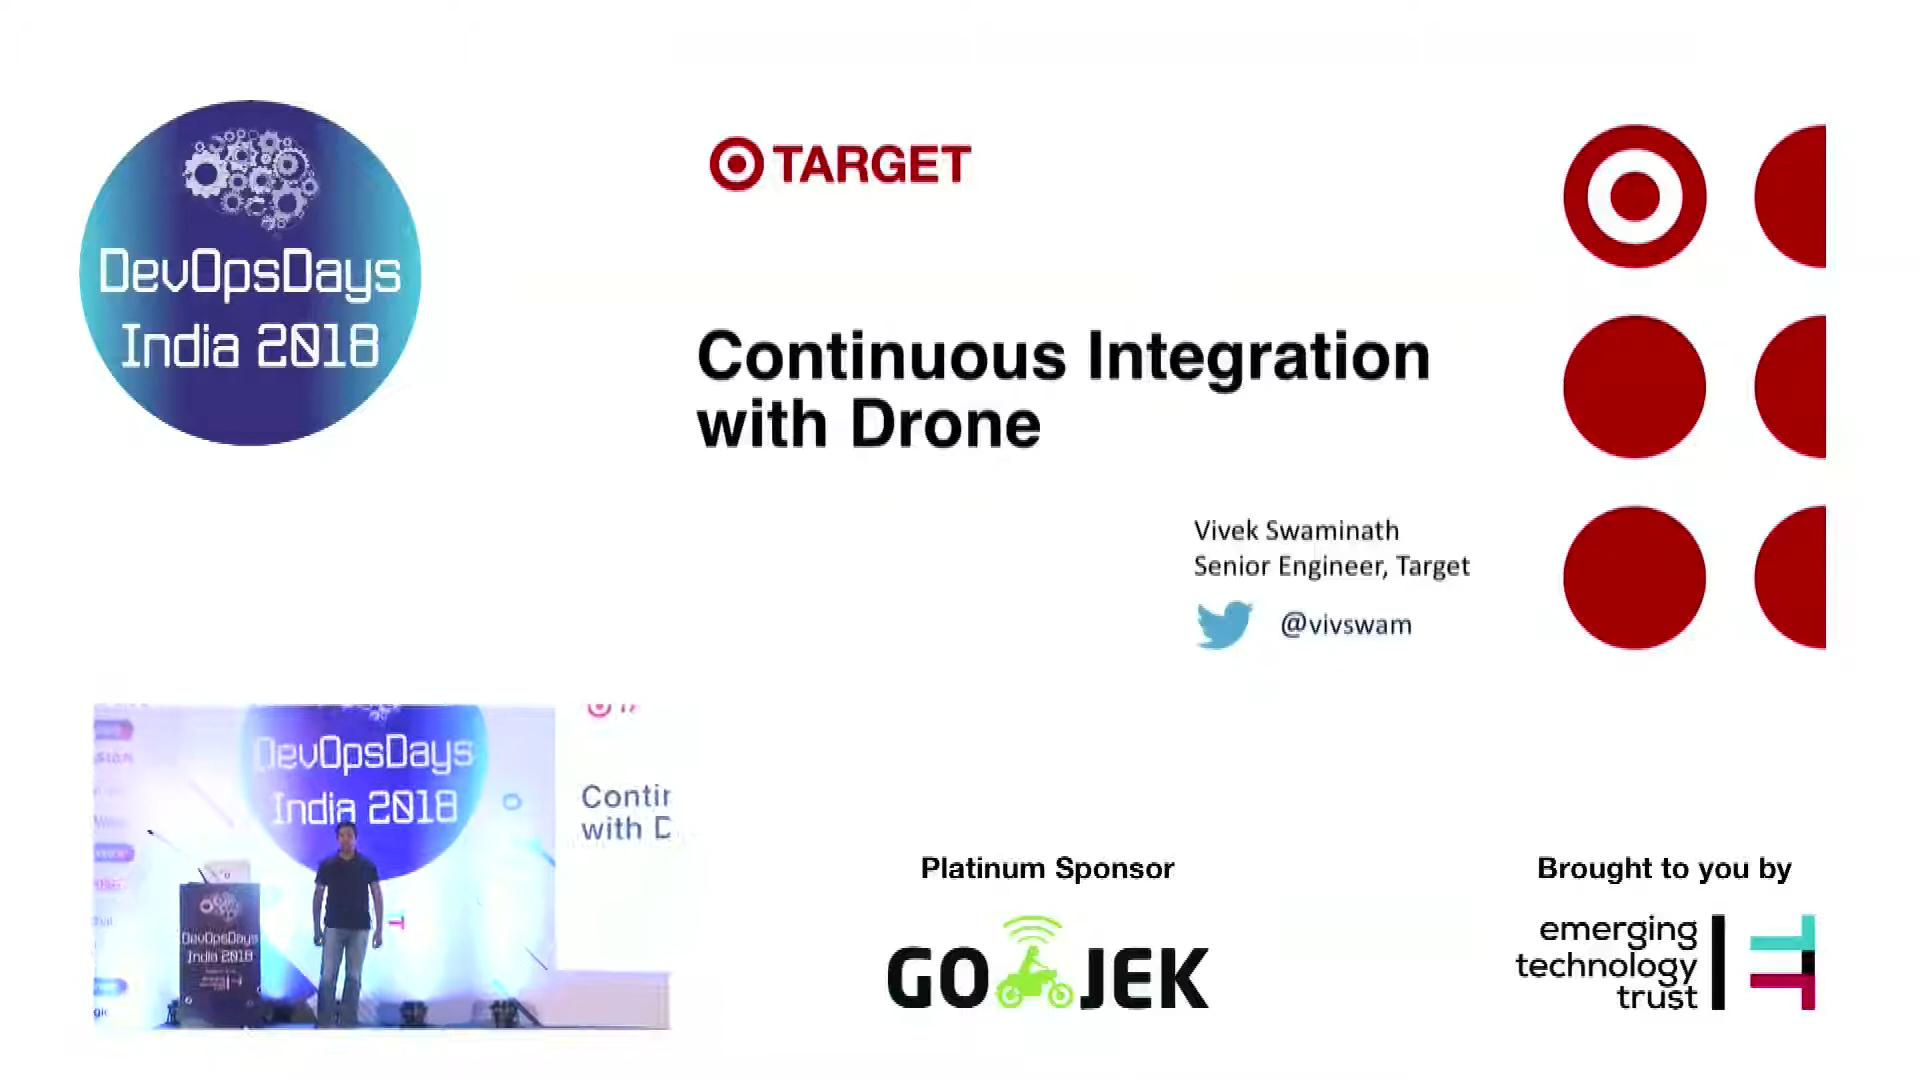 DevOpsDays
India 2018
TARGET
Continuous Integration
with Drone
Vivek Swaminath
Senior Engineer, Target
@vivswam
DevOpsDays
India 2018
Contin
with D
DevOpsDays
India 2018
Platinum Sponsor
GO JEK
Brought to you by
emerging
technology
trust